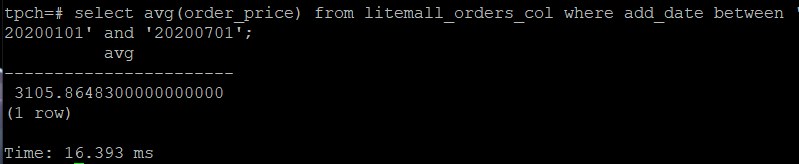 tpch=# select avg(order_price) from litemall_orders_col where add_date between '
20200101' and '20200701';
avg
-----------------------
3105.8648300000000000
(1 row)
Time: 16.393 ms